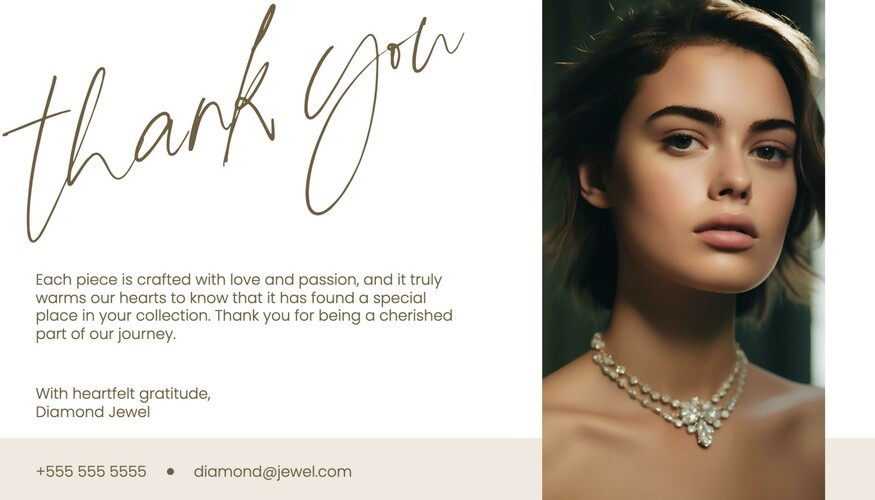 thank you
Each piece is crafted with love and passion, and it truly
warms our hearts to know that it has found a special
place in your collection. Thank you for being a cherished
part of our journey.
With heartfelt gratitude,
Diamond Jewel
+555 555 5555 ● diamond@jewel.com